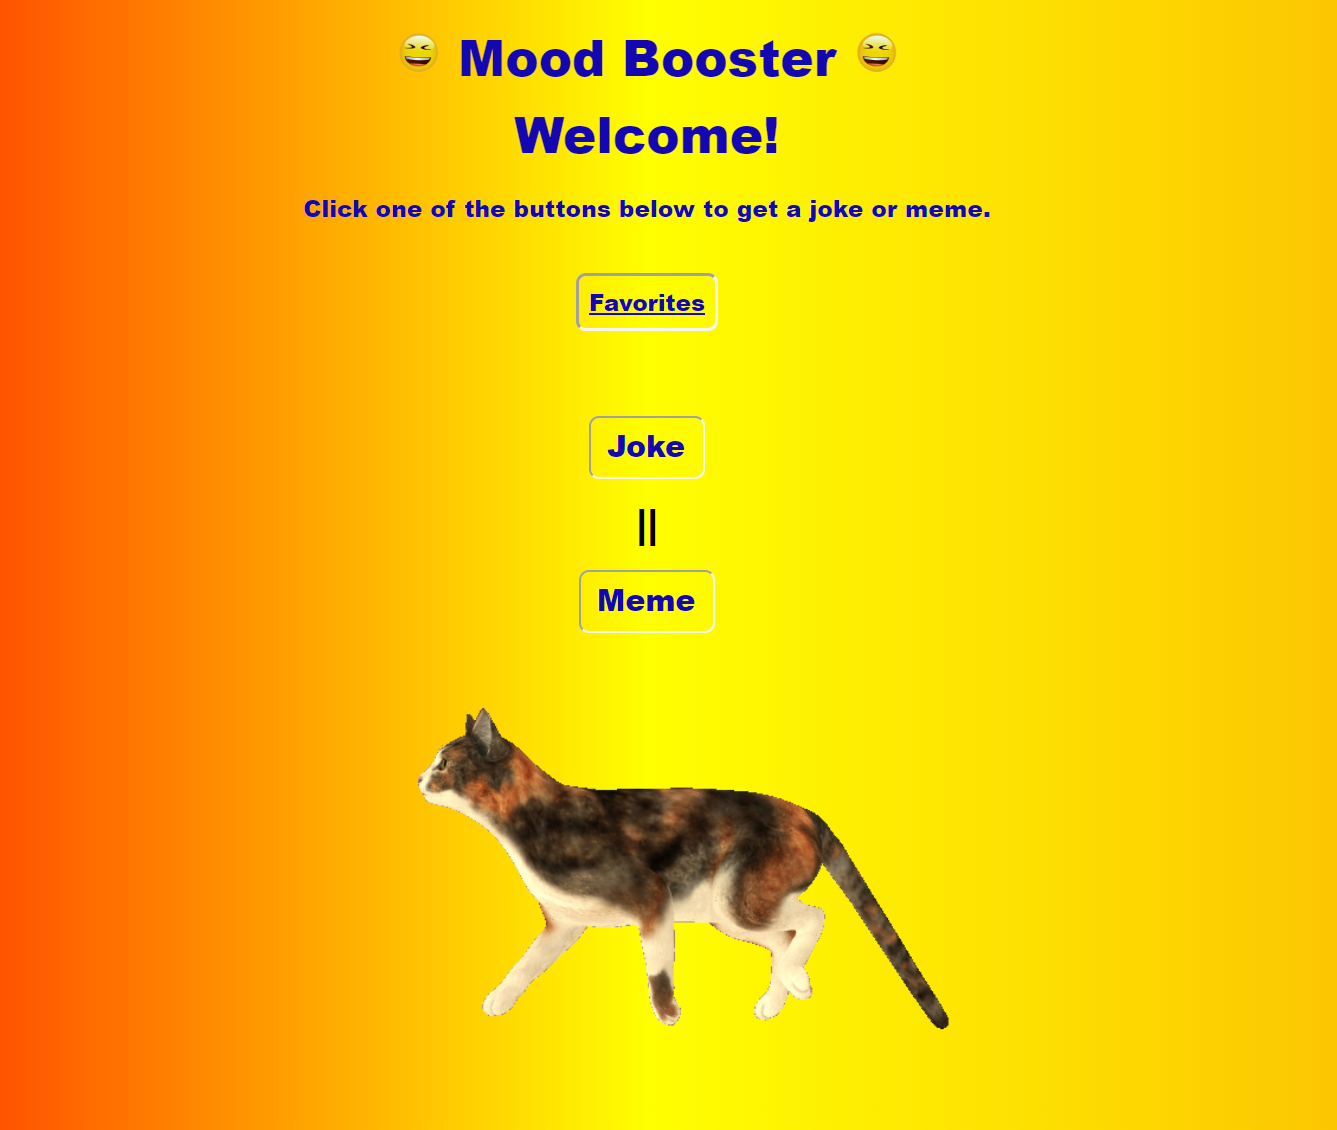 😆 Mood Booster 😆
Welcome!
Click one of the buttons below to get a joke or meme.
Favorites
Joke
||
Meme